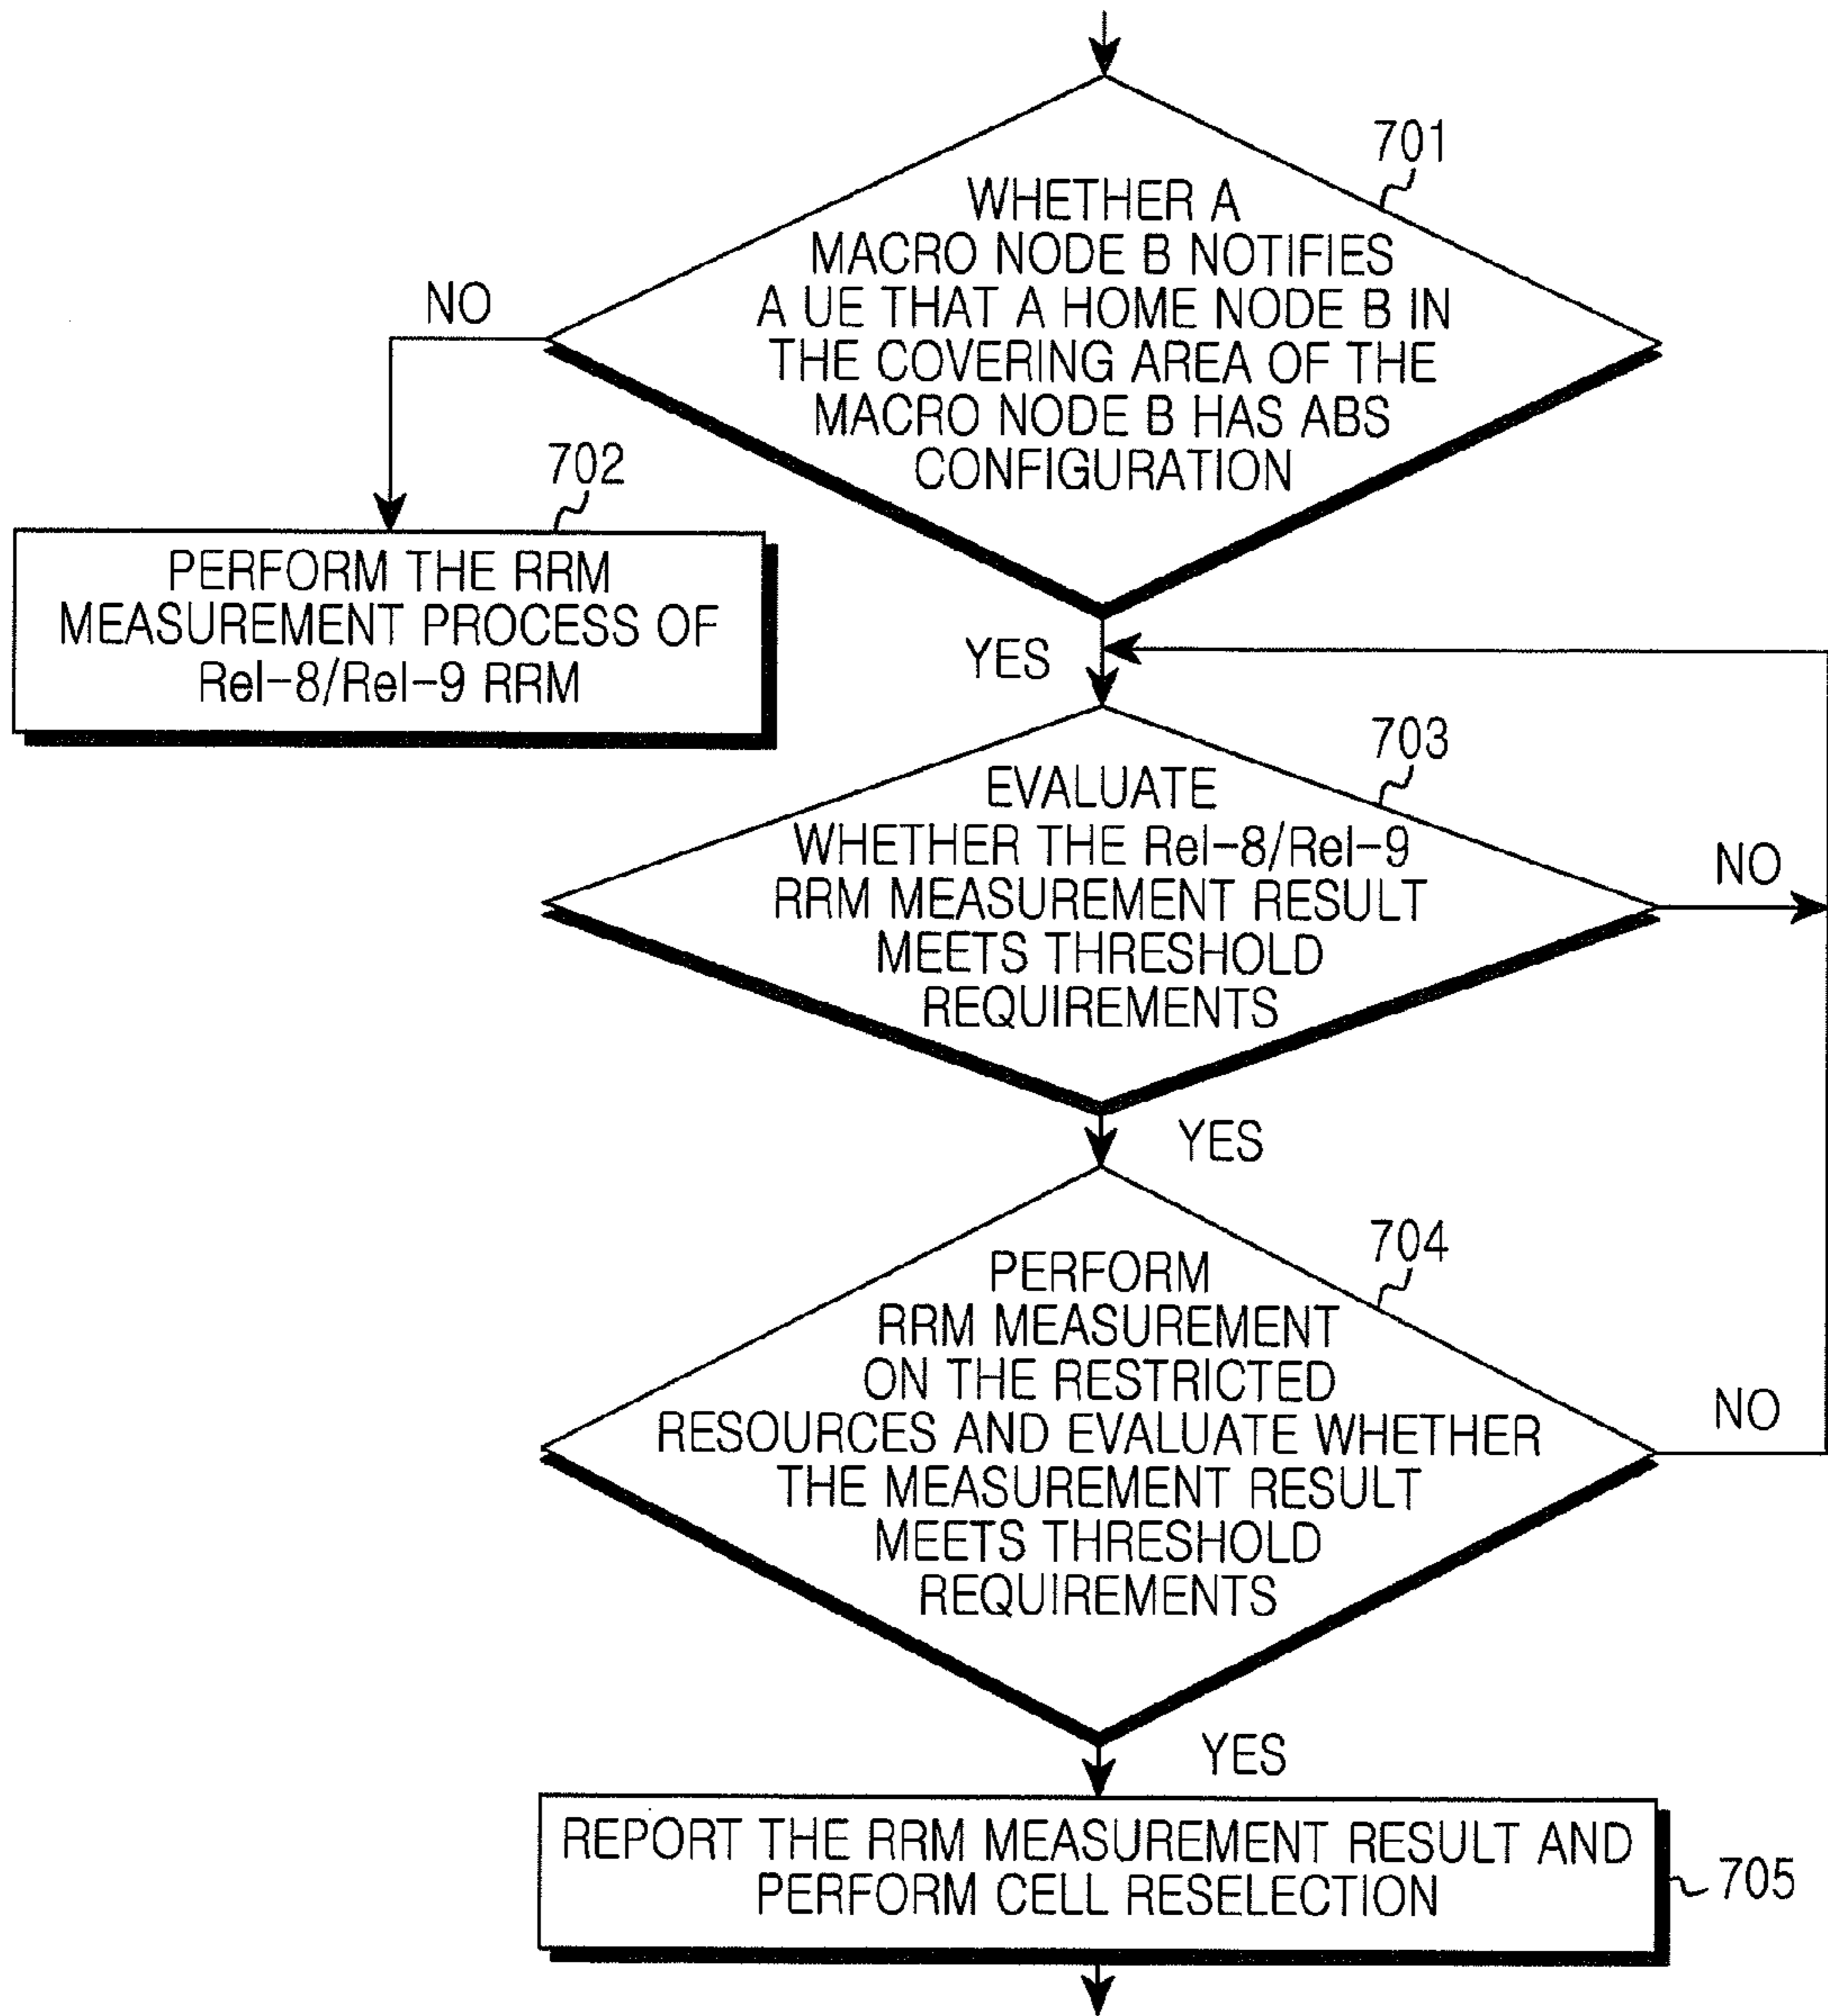 701
WHETHER A
MACRO NODE B NOTIFIES
A UE THAT A HOME NODE B IN
THE COVERING AREA OF THE
MACRO NODE B HAS ABS
CONFIGURATION
NO
702
PERFORM THE RRM
MEASUREMENT PROCESS OF
Rel-8/Rel-9 RRM
YES
703
EVALUATE
WHETHER THE Rel-8/Rel-9
RRM MEASUREMENT RESULT
MEETS THRESHOLD
REQUIREMENTS
NO
YES
704
PERFORM
RRM MEASUREMENT
ON THE RESTRICTED
RESOURCES AND EVALUATE WHETHER
THE MEASUREMENT RESULT
MEETS THRESHOLD
REQUIREMENTS
NO
YES
REPORT THE RRM MEASUREMENT RESULT AND
PERFORM CELL RESELECTION
705